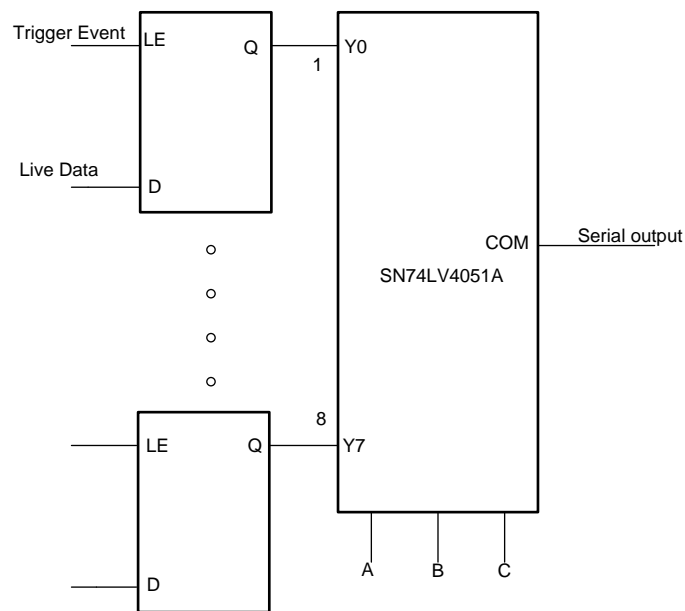 Trigger Event
LE
Q
1
Y0
Live Data
D
COM
Serial output
SN74LV4051A
8
LE
Q
Y7
A
B
C
D